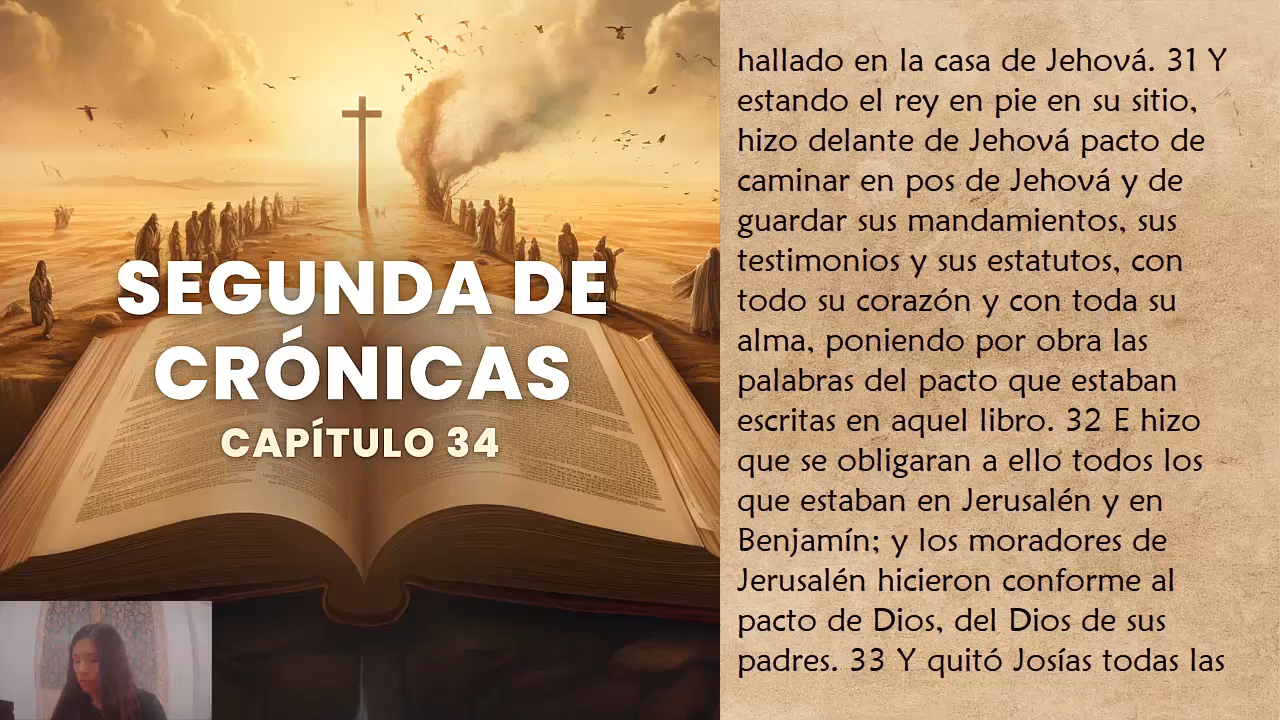 SEGUNDA DE
CRÓNICAS
CAPÍTULO 34
hallado en la casa de Jehová. 31 Y
estando el rey en pie en su sitio,
hizo delante de Jehová pacto de
caminar en pos de Jehová y de
guardar sus mandamientos, sus
testimonios y sus estatutos, con
todo su corazón y con toda su
alma, poniendo por obra las
palabras del pacto que estaban
escritas en aquel libro. 32 E hizo
que se obligaran a ello todos los
que estaban en Jerusalén y en
Benjamín; y los moradores de
Jerusalén hicieron conforme al
pacto de Dios, del Dios de sus
padres. 33 Y quitó Josías todas las